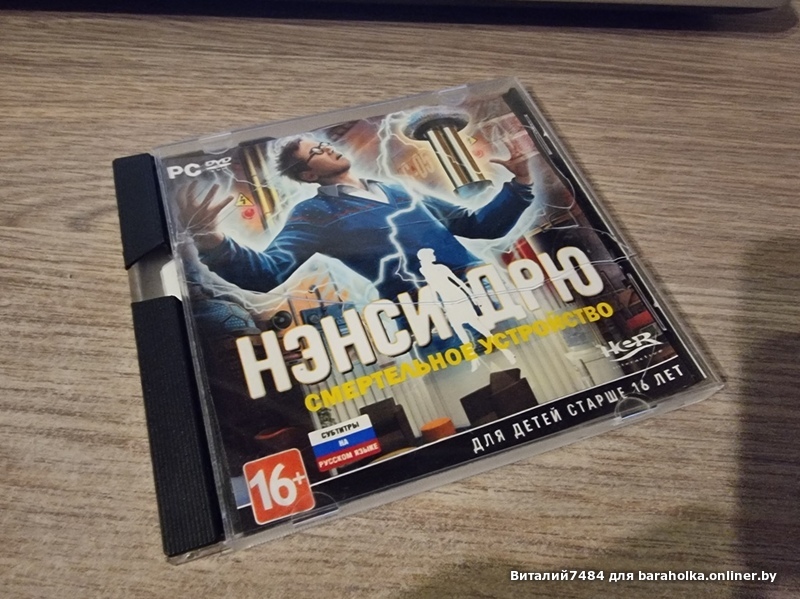 PC DVD
НЭНСИ ДРЮ
СМЕРТЕЛЬНОЕ УСТРОЙСТВО
HeR
interactive
СУБТИТРЫ
НА
РУССКОМ ЯЗЫКЕ
16+
ДЛЯ ДЕТЕЙ СТАРШЕ 16 ЛЕТ
Виталий7484 для baraholka.onliner.by